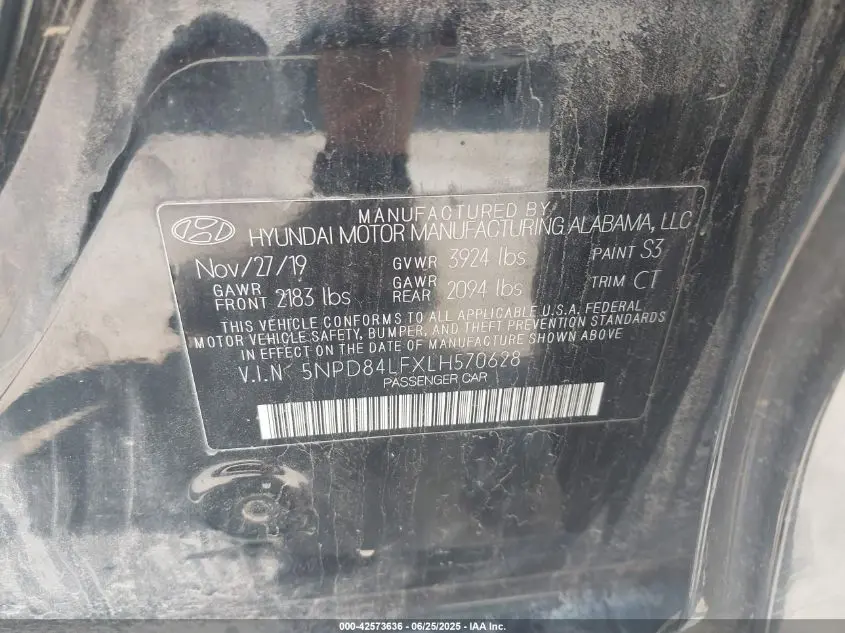 MANUFACTURED BY
HYUNDAI MOTOR MANUFACTURING ALABAMA, LLC
Nov/27/19 GVWR 3924 lbs PAINT S3
GAWR FRONT 2183 lbs GAWR REAR 2094 lbs TRIM CT
THIS VEHICLE CONFORMS TO ALL APPLICABLE U.S.A. FEDERAL
MOTOR VEHICLE SAFETY, BUMPER, AND THEFT PREVENTION STANDARDS
IN EFFECT ON THE DATE OF MANUFACTURE SHOWN ABOVE
V.I.N 5NPD84LFXLH570628
PASSENGER CAR
000-42573636 - 06/25/2025 - IAA Inc.